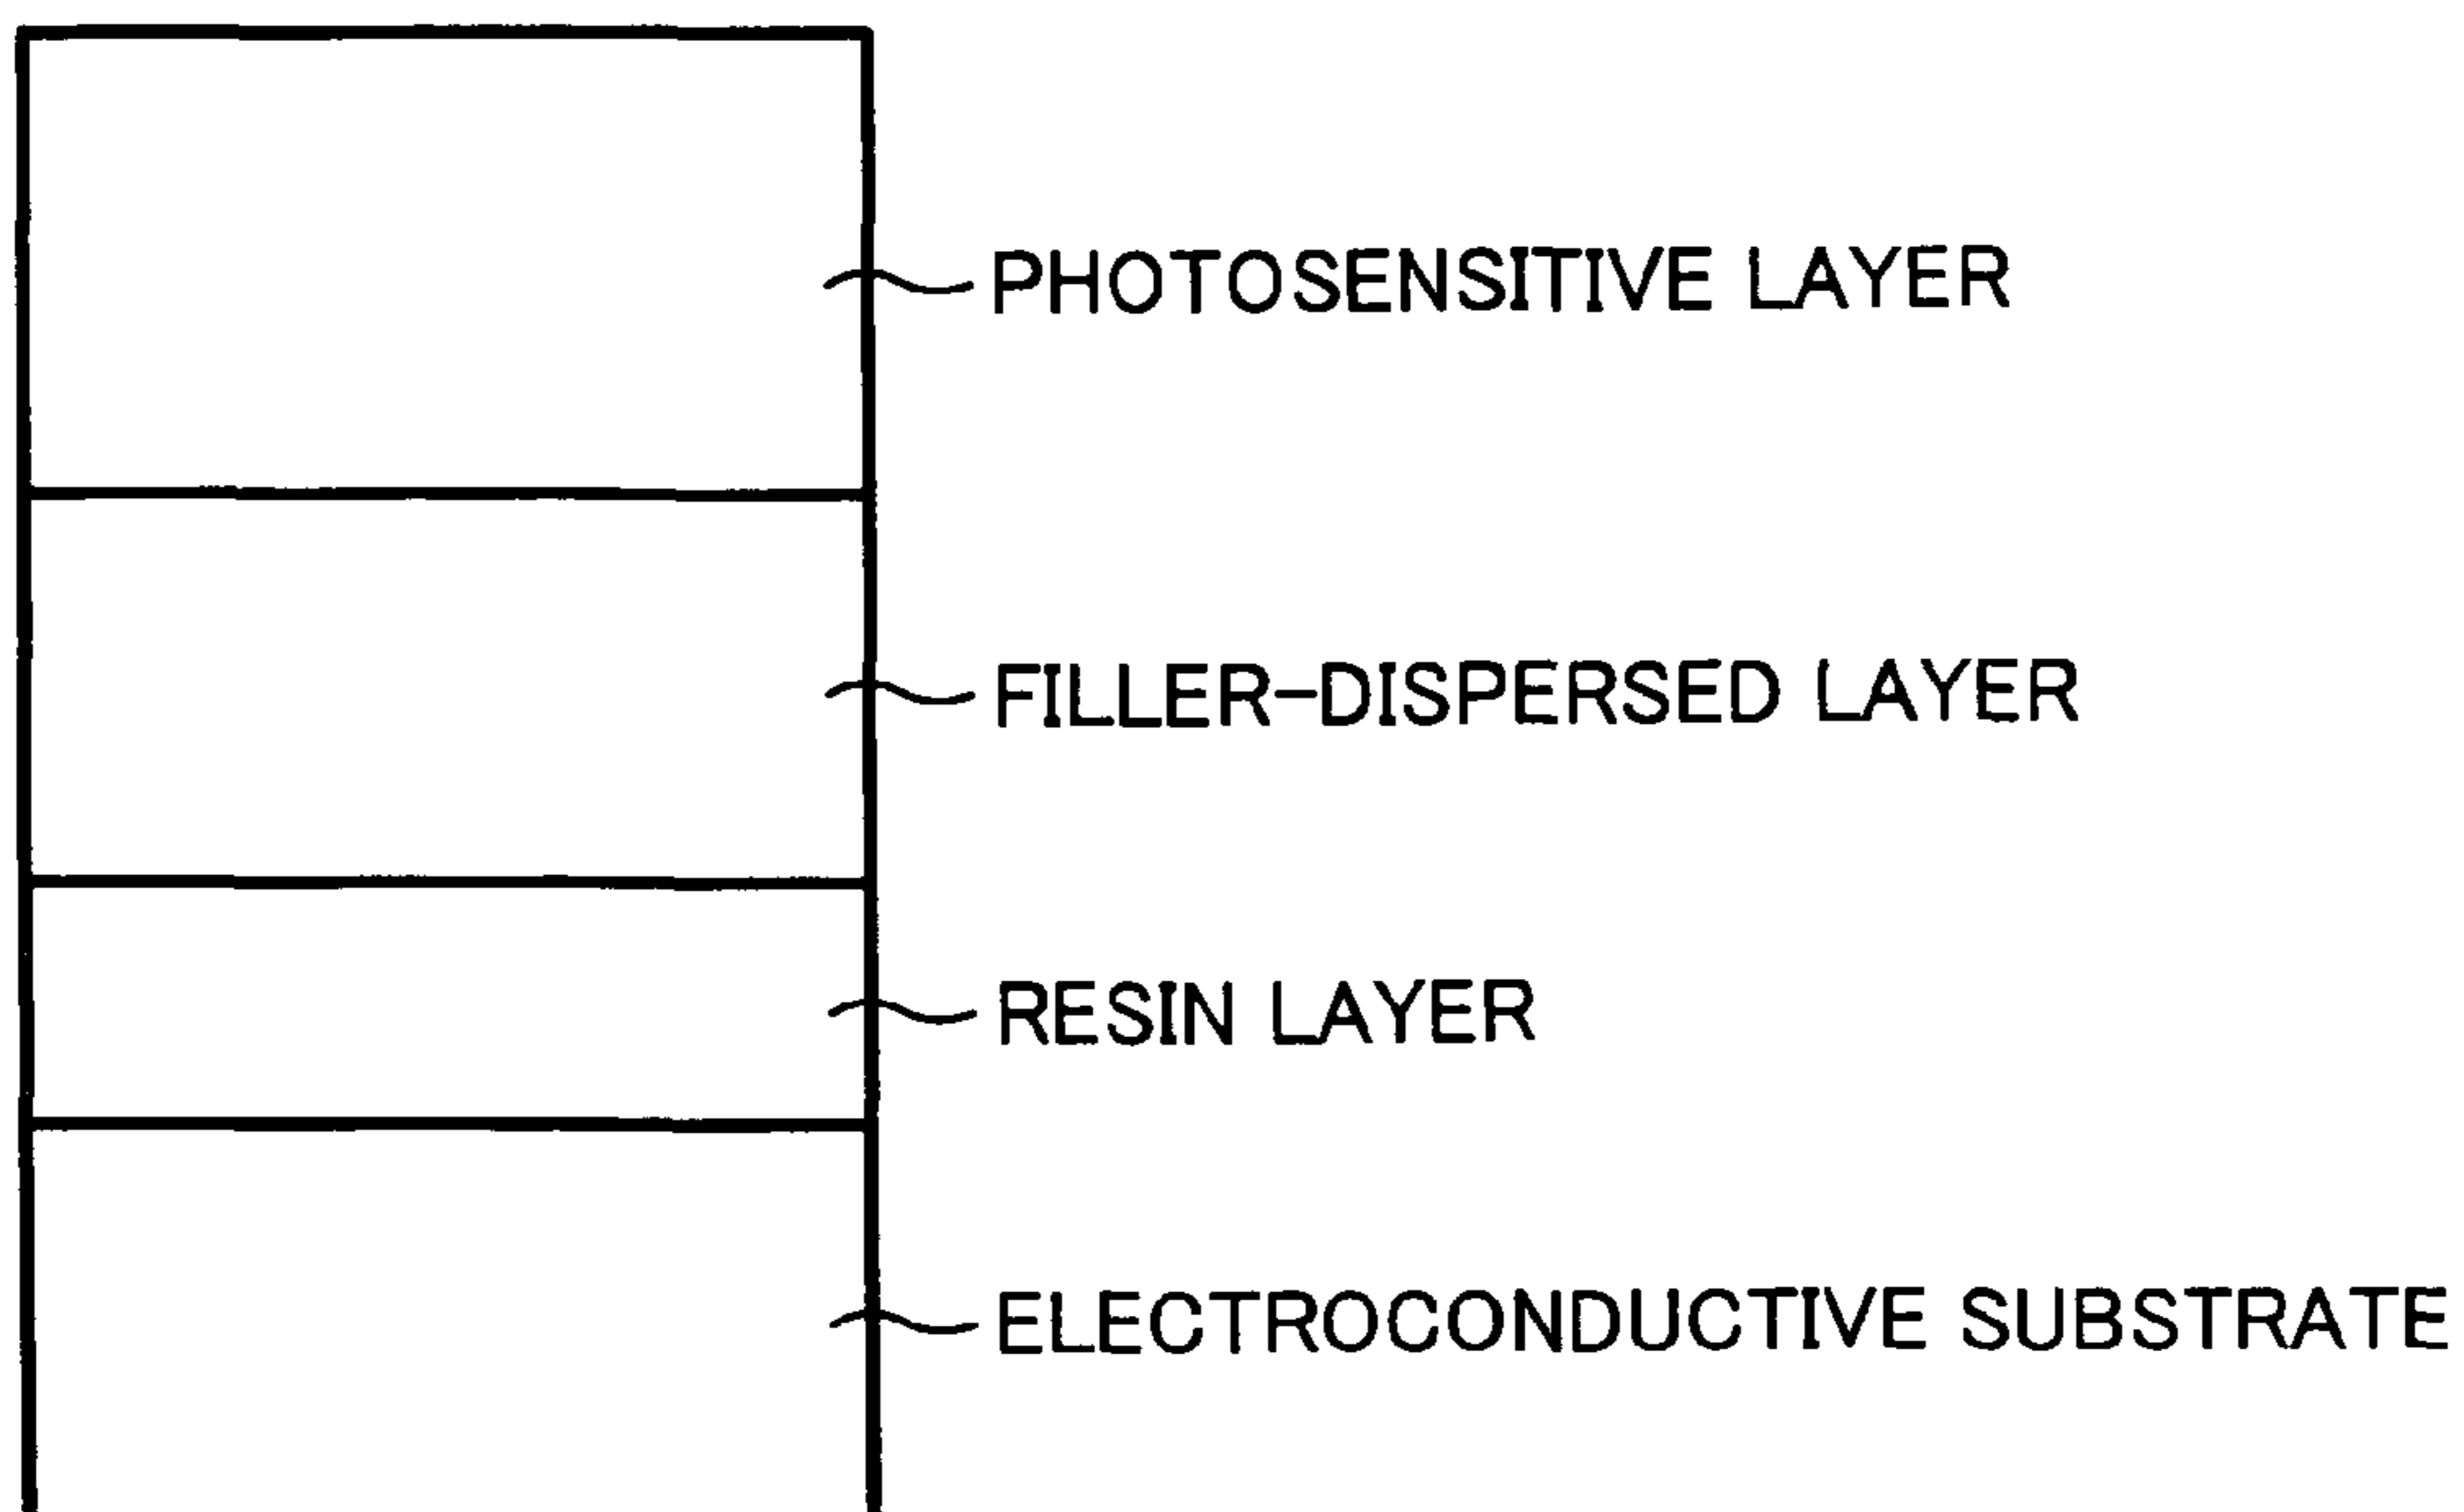 PHOTOSENSITIVE LAYER
FILLER-DISPERSED LAYER
RESIN LAYER
ELECTROCONDUCTIVE SUBSTRATE